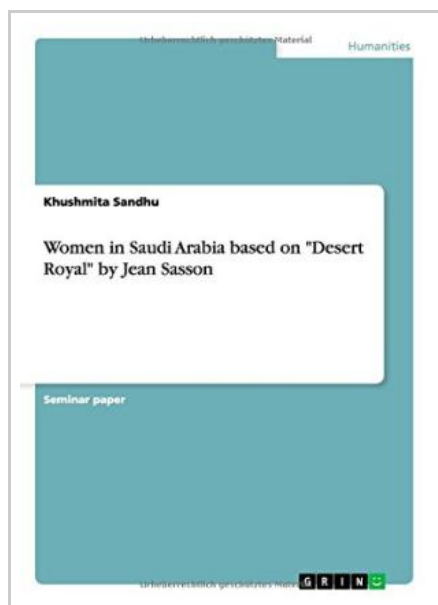 Urheberrechtlich geschütztes Material
Humanities
Khushmita Sandhu
Women in Saudi Arabia based on "Desert
Royal" by Jean Sasson
Seminar paper
Urheberrechtlich geschütztes
GRIN